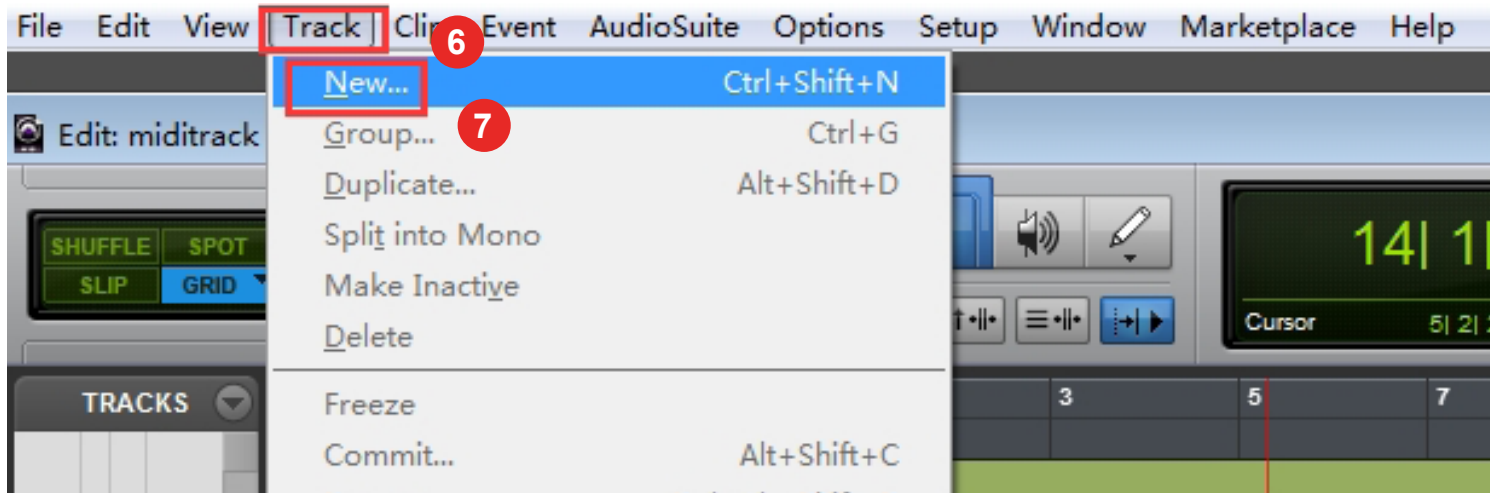 File Edit View Track Clip Event AudioSuite Options Setup Window Marketplace Help
6
New... Ctrl+Shift+N
7
Edit: miditrack
Group... Ctrl+G
Duplicate... Alt+Shift+D
SHUFFLE SPOT
Split into Mono
14| 1|
SLIP GRID
Make Inactive
Cursor 5| 2|
Delete
TRACKS
Freeze
3 5 7
Commit... Alt+Shift+C